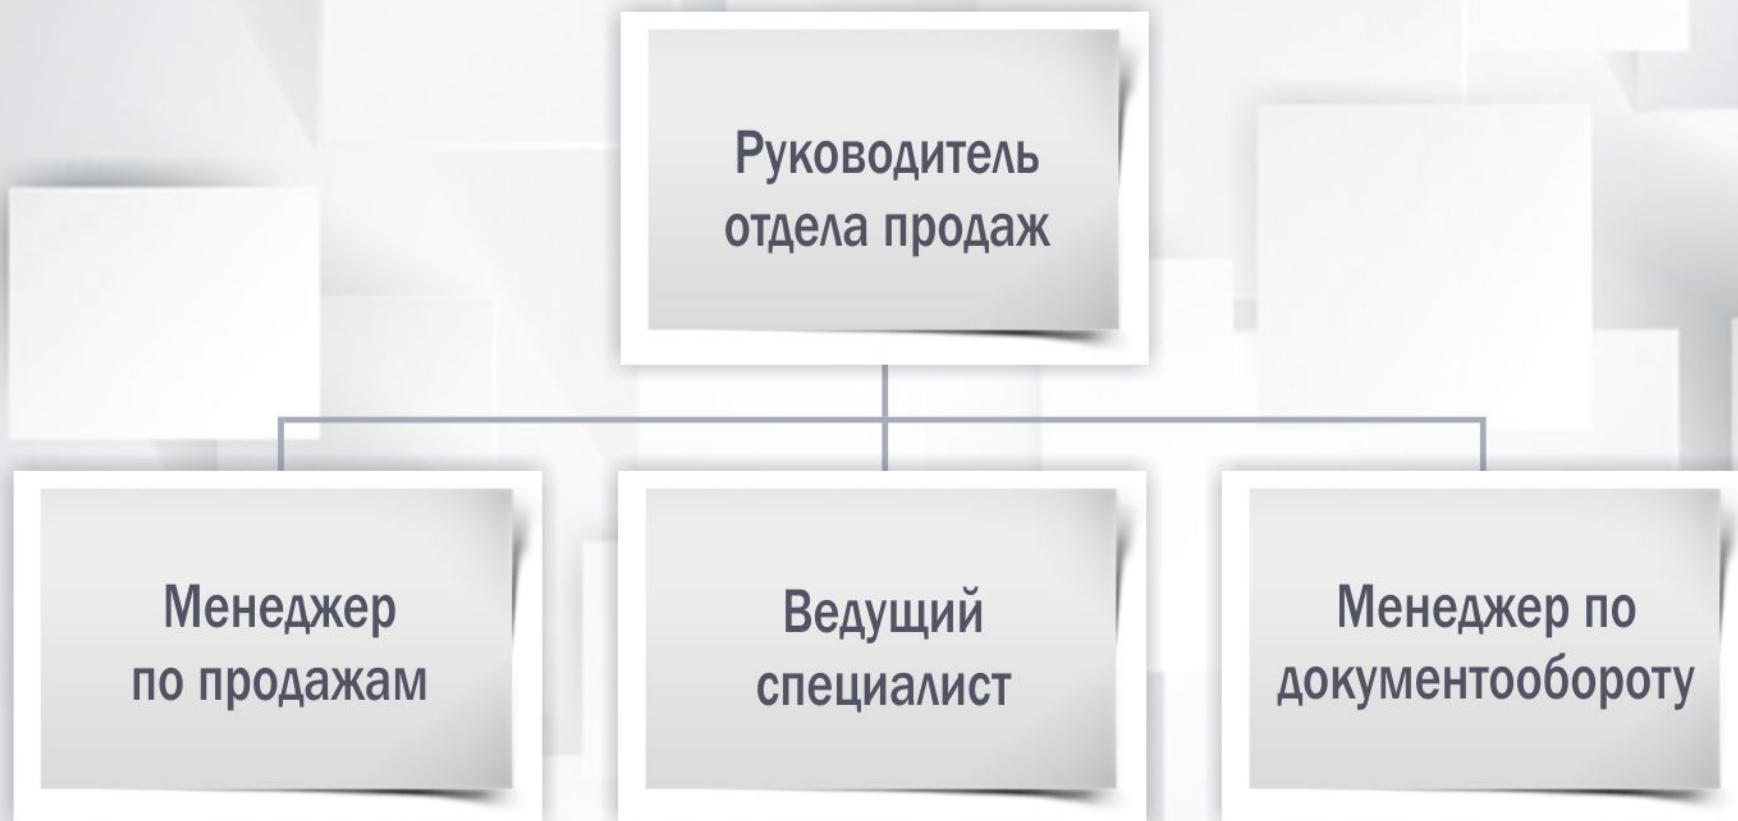 Руководитель
отдела продаж
Менеджер
по продажам
Ведущий
специалист
Менеджер по
документообороту